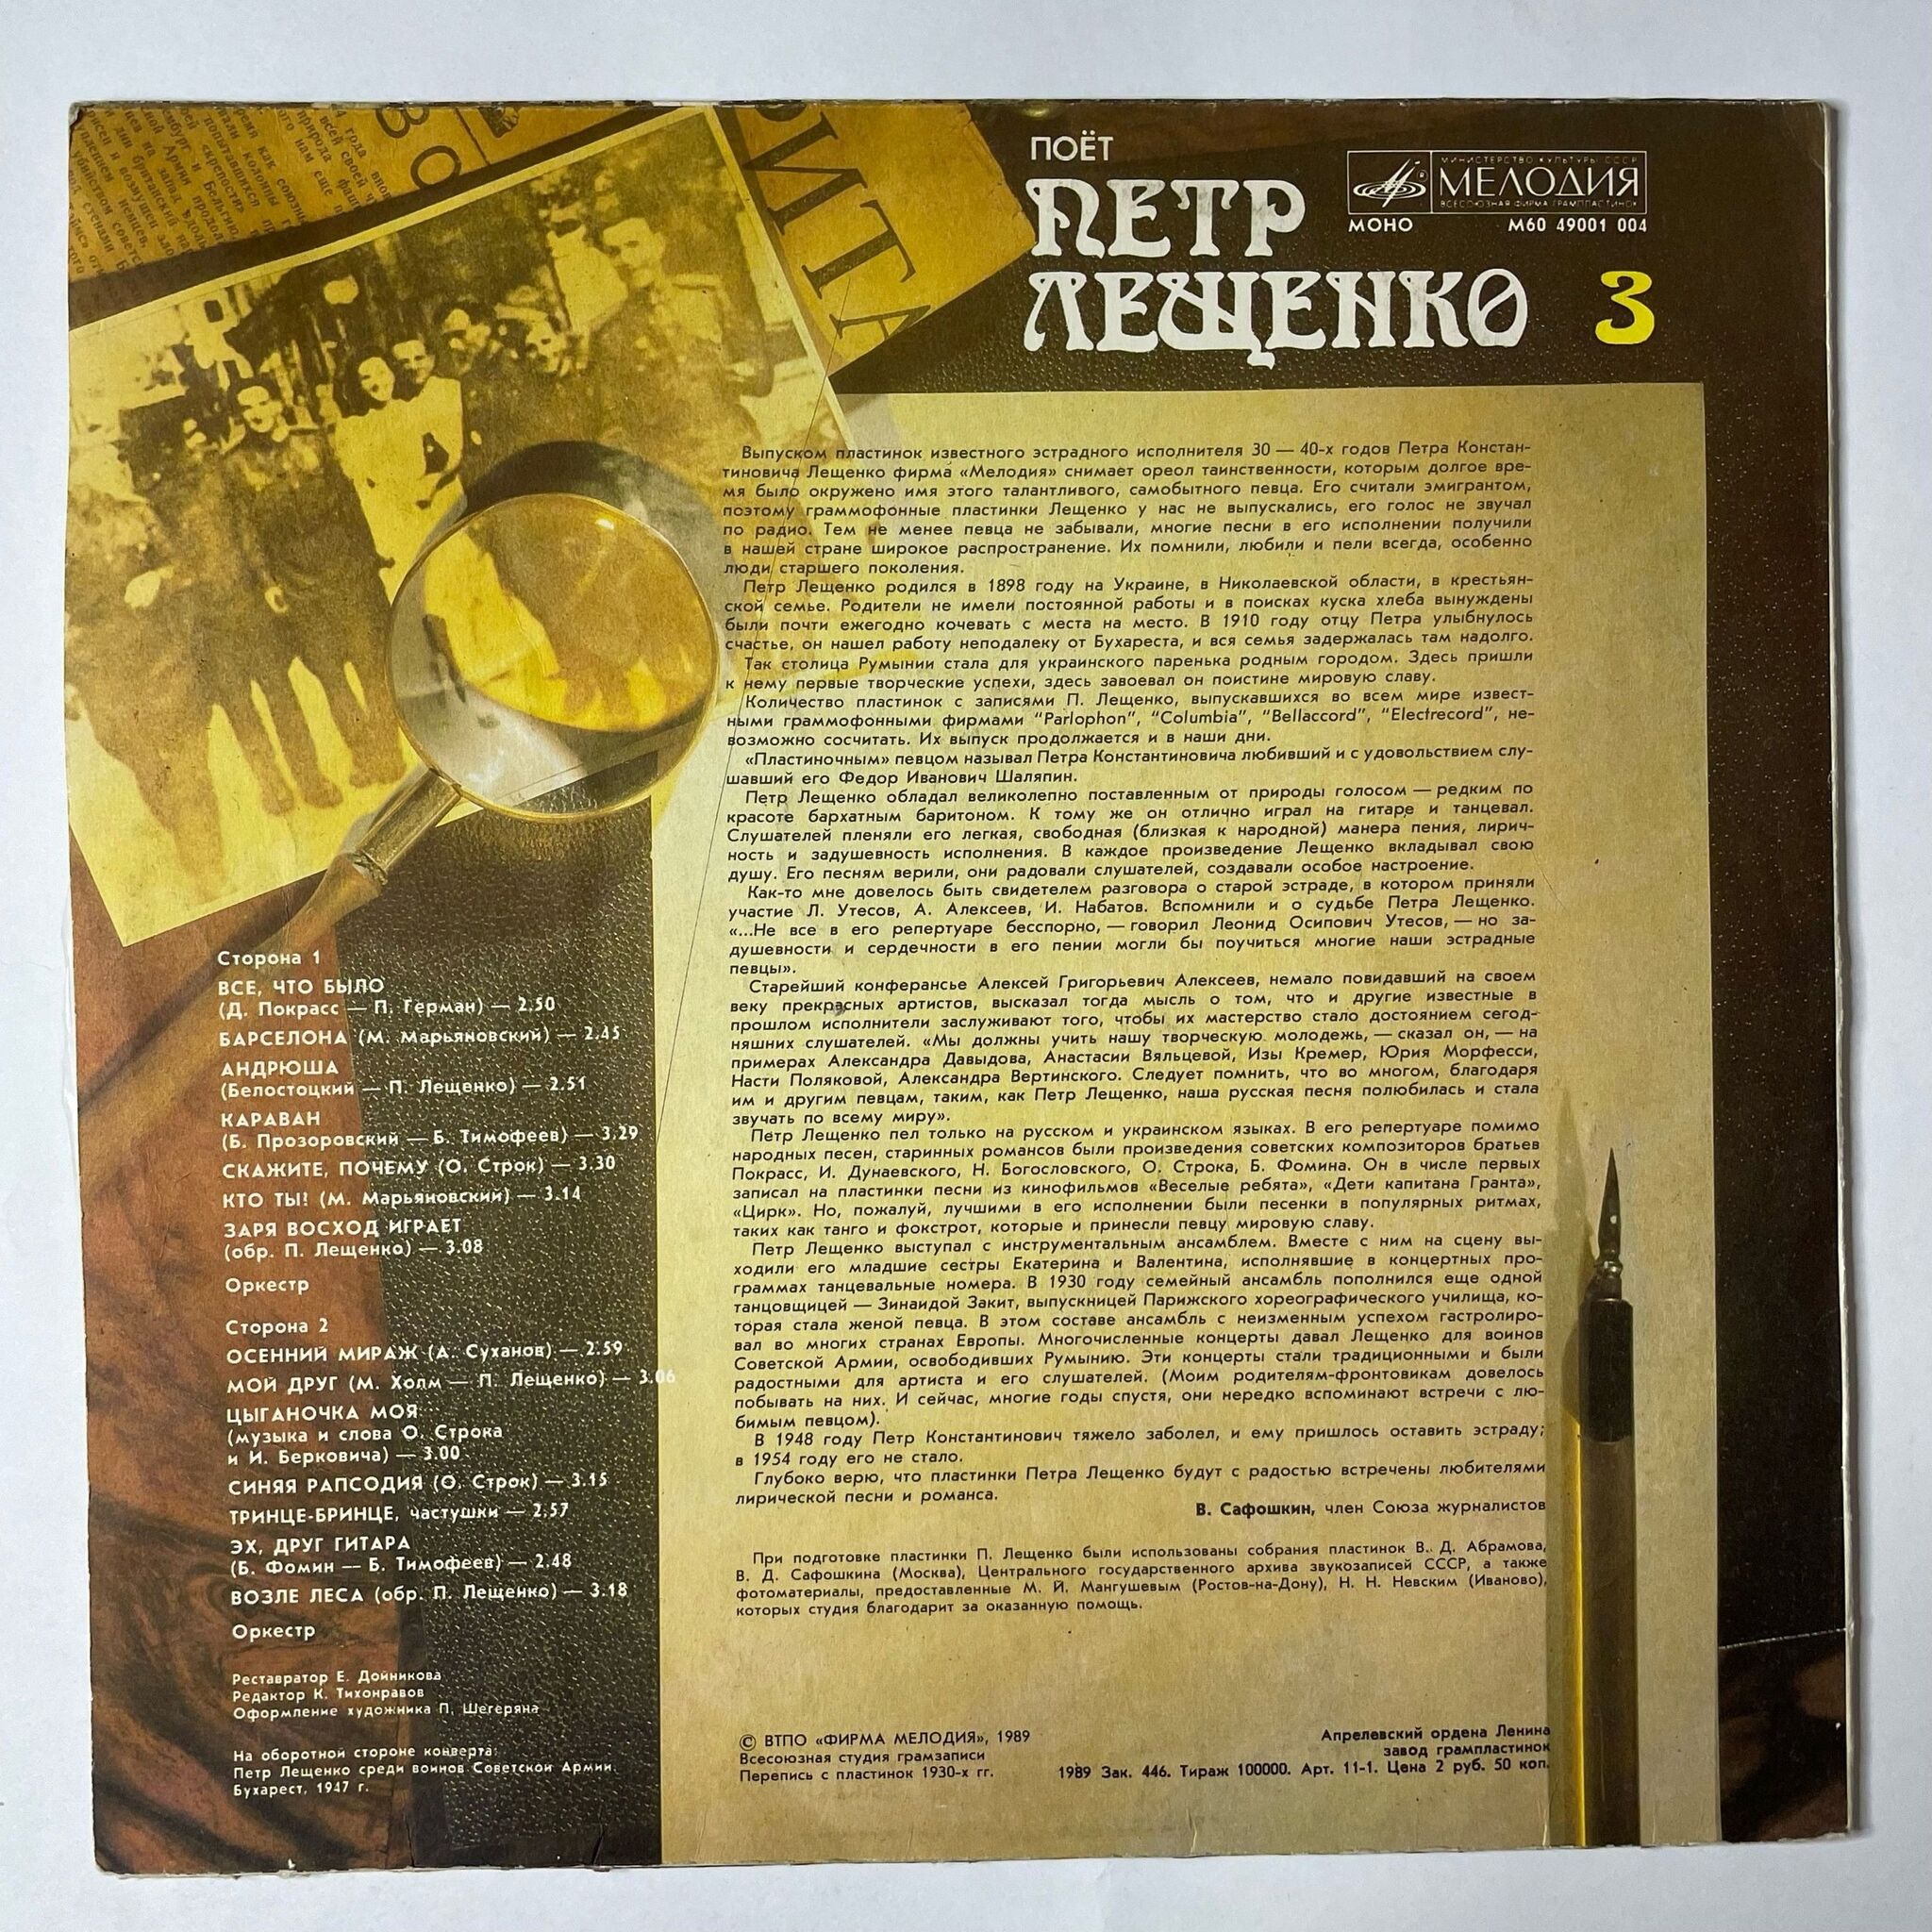 ПОЁТ
ПЕТР
ЛЕЩЕНКО 3
МИНИСТЕРСТВО КУЛЬТУРЫ СССР
МЕЛОДИЯ
ВСЕСОЮЗНАЯ ФИРМА ГРАМПЛАСТИНОК
МОНО М60 49001 004
РИГА
Выпуском пластинок известного эстрадного исполнителя 30 — 40-х годов Петра Констан-
тиновича Лещенко фирма «Мелодия» снимает ореол таинственности, которым долгое вре-
мя было окружено имя этого талантливого, самобытного певца. Его считали эмигрантом,
поэтому граммофонные пластинки Лещенко у нас не выпускались, его голос не звучал
по радио. Тем не менее певца не забывали, многие песни в его исполнении получили
в нашей стране широкое распространение. Их помнили, любили и пели всегда, особенно
люди старшего поколения.
Петр Лещенко родился в 1898 году на Украине, в Николаевской области, в крестьян-
ской семье. Родители не имели постоянной работы и в поисках куска хлеба вынуждены
были почти ежегодно кочевать с места на место. В 1910 году отцу Петра улыбнулось
счастье, он нашел работу неподалеку от Бухареста, и вся семья задержалась там надолго.
Так столица Румынии стала для украинского паренька родным городом. Здесь пришли
к нему первые творческие успехи, здесь завоевал он поистине мировую славу.
Количество пластинок с записями П. Лещенко, выпускавшихся во всем мире извест-
ными граммофонными фирмами "Parlophon", "Columbia", "Bellaccord", "Electrecord", не-
возможно сосчитать. Их выпуск продолжается и в наши дни.
«Пластиночным» певцом называл Петра Константиновича любивший и с удовольствием слу-
шавший его Федор Иванович Шаляпин.
Петр Лещенко обладал великолепно поставленным от природы голосом — редким по
красоте бархатным баритоном. К тому же он отлично играл на гитаре и танцевал.
Слушателей пленяли его легкая, свободная (близкая к народной) манера пения, лирич-
ность и задушевность исполнения. В каждое произведение Лещенко вкладывал свою
душу. Его песням верили, они радовали слушателей, создавали особое настроение.
Как-то мне довелось быть свидетелем разговора о старой эстраде, в котором приняли
участие Л. Утесов, А. Алексеев, И. Набатов. Вспомнили и о судьбе Петра Лещенко.
«...Не все в его репертуаре бесспорно, — говорил Леонид Осипович Утесов, — но за-
душевности и сердечности в его пении могли бы поучиться многие наши эстрадные
певцы».
Старейший конферансье Алексей Григорьевич Алексеев, немало повидавший на своем
веку прекрасных артистов, высказал тогда мысль о том, что и другие известные в
прошлом исполнители заслуживают того, чтобы их мастерство стало достоянием сегод-
няшних слушателей. «Мы должны учить нашу творческую молодежь, — сказал он, — на
примерах Александра Давыдова, Анастасии Вяльцевой, Изы Кремер, Юрия Морфесси,
Насти Поляковой, Александра Вертинского. Следует помнить, что во многом, благодаря
им и другим певцам, таким, как Петр Лещенко, наша русская песня полюбилась и стала
звучать по всему миру».
Петр Лещенко пел только на русском и украинском языках. В его репертуаре помимо
народных песен, старинных романсов были произведения советских композиторов братьев
Покрасс, И. Дунаевского, Н. Богословского, О. Строка, Б. Фомина. Он в числе первых
записал на пластинки песни из кинофильмов «Веселые ребята», «Дети капитана Гранта»,
«Цирк». Но, пожалуй, лучшими в его исполнении были песенки в популярных ритмах,
таких как танго и фокстрот, которые и принесли певцу мировую славу.
Петр Лещенко выступал с инструментальным ансамблем. Вместе с ним на сцену вы-
ходили его младшие сестры Екатерина и Валентина, исполнявшие в концертных про-
граммах танцевальные номера. В 1930 году семейный ансамбль пополнился еще одной
танцовщицей — Зинаидой Закит, выпускницей Парижского хореографического училища, ко-
торая стала женой певца. В этом составе ансамбль с неизменным успехом гастролиро-
вал во многих странах Европы. Многочисленные концерты давал Лещенко для воинов
Советской Армии, освободивших Румынию. Эти концерты стали традиционными и были
радостными для артиста и его слушателей. (Моим родителям-фронтовикам довелось
побывать на них. И сейчас, многие годы спустя, они нередко вспоминают встречи с лю-
бимым певцом).
В 1948 году Петр Константинович тяжело заболел, и ему пришлось оставить эстраду;
в 1954 году его не стало.
Глубоко верю, что пластинки Петра Лещенко будут с радостью встречены любителями
лирической песни и романса.
В. Сафошкин, член Союза журналистов
При подготовке пластинки П. Лещенко были использованы собрания пластинок В. Д. Абрамова,
В. Д. Сафошкина (Москва), Центрального государственного архива звукозаписей СССР, а также
фотоматериалы, предоставленные М. Й. Мангушевым (Ростов-на-Дону), Н. Н. Невским (Иваново),
которых студия благодарит за оказанную помощь.
Сторона 1
ВСЕ, ЧТО БЫЛО
(Д. Покрасс — П. Герман) — 2.50
БАРСЕЛОНА (М. Марьяновский) — 2.45
АНДРЮША
(Белостоцкий — П. Лещенко) — 2.51
КАРАВАН
(Б. Прозоровский — Б. Тимофеев) — 3.29
СКАЖИТЕ, ПОЧЕМУ (О. Строк) — 3.30
КТО ТЫ! (М. Марьяновский) — 3.14
ЗАРЯ ВОСХОД ИГРАЕТ
(обр. П. Лещенко) — 3.08
Оркестр
Сторона 2
ОСЕННИЙ МИРАЖ (А. Суханов) — 2.59
МОЙ ДРУГ (М. Холм — П. Лещенко) — 3.06
ЦЫГАНОЧКА МОЯ
(музыка и слова О. Строка
и И. Берковича) — 3.00
СИНЯЯ РАПСОДИЯ (О. Строк) — 3.15
ТРИНЦЕ-БРИНЦЕ, частушки — 2.57
ЭХ, ДРУГ ГИТАРА
(Б. Фомин — Б. Тимофеев) — 2.48
ВОЗЛЕ ЛЕСА (обр. П. Лещенко) — 3.18
Оркестр
Реставратор Е. Дойникова
Редактор К. Тихонравов
Оформление художника П. Шегеряна
На оборотной стороне конверта:
Петр Лещенко среди воинов Советской Армии.
Бухарест, 1947 г.
© ВТПО «ФИРМА МЕЛОДИЯ», 1989
Всесоюзная студия грамзаписи
Перепись с пластинок 1930-х гг.
Апрелевский ордена Ленина
завод грампластинок
1989 Зак. 446. Тираж 100000. Арт. 11-1. Цена 2 руб. 50 коп.